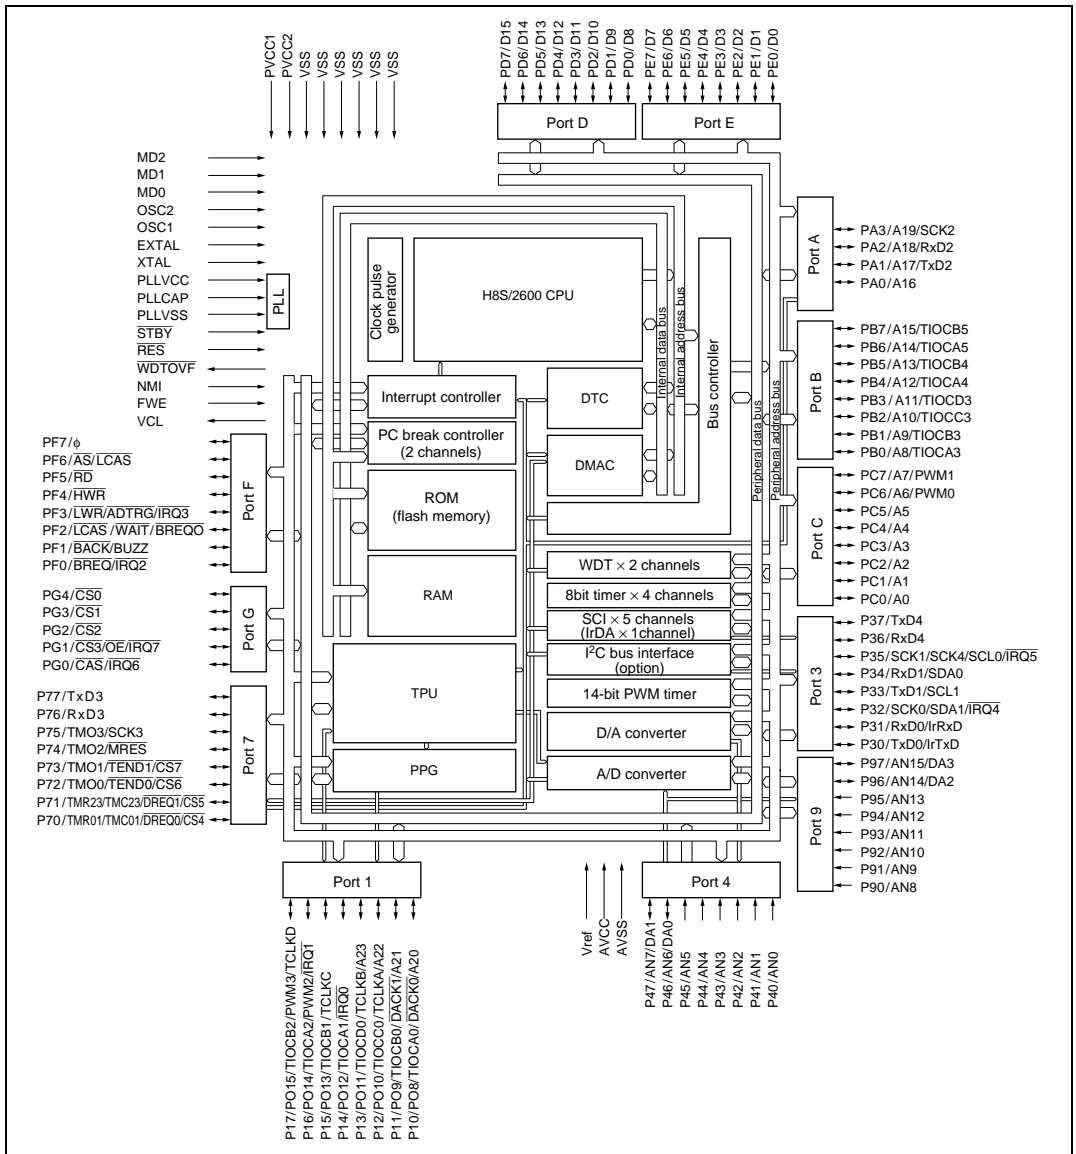 PVCC1
PVCC2
VSS
VSS
VSS
VSS
VSS
VSS
PD7/D15
PD6/D14
PD5/D13
PD4/D12
PD3/D11
PD2/D10
PD1/D9
PD0/D8
PE7/D7
PE6/D6
PE5/D5
PE4/D4
PE3/D3
PE2/D2
PE1/D1
PE0/D0
Port D
Port E
MD2
MD1
MD0
OSC2
OSC1
EXTAL
XTAL
PLLVCC
PLLCAP
PLLVSS
STBY
RES
WDTOVF
NMI
FWE
VCL
PLL
PF7/ϕ
PF6/AS/LCAS
PF5/RD
PF4/HWR
PF3/LWR/ADTRG/IRQ3
PF2/LCAS/WAIT/BREQO
PF1/BACK/BUZZ
PF0/BREQ/IRQ2
Port F
PG4/CS0
PG3/CS1
PG2/CS2
PG1/CS3/OE/IRQ7
PG0/CAS/IRQ6
Port G
P77/TxD3
P76/RxD3
P75/TMO3/SCK3
P74/TMO2/MRES
P73/TMO1/TEND1/CS7
P72/TMO0/TEND0/CS6
P71/TMR23/TMC23/DREQ1/CS5
P70/TMR01/TMC01/DREQ0/CS4
Port 7
Clock pulse
generator
H8S/2600 CPU
Interrupt controller
PC break controller
(2 channels)
ROM
(flash memory)
RAM
TPU
PPG
DTC
DMAC
Internal data bus
Internal address bus
Bus controller
Peripheral data bus
Peripheral address bus
WDT × 2 channels
8bit timer × 4 channels
SCI × 5 channels
(IrDA × 1channel)
I²C bus interface
(option)
14-bit PWM timer
D/A converter
A/D converter
Port A
PA3/A19/SCK2
PA2/A18/RxD2
PA1/A17/TxD2
PA0/A16
Port B
PB7/A15/TIOCB5
PB6/A14/TIOCA5
PB5/A13/TIOCB4
PB4/A12/TIOCA4
PB3/A11/TIOCD3
PB2/A10/TIOCC3
PB1/A9/TIOCB3
PB0/A8/TIOCA3
Port C
PC7/A7/PWM1
PC6/A6/PWM0
PC5/A5
PC4/A4
PC3/A3
PC2/A2
PC1/A1
PC0/A0
Port 3
P37/TxD4
P36/RxD4
P35/SCK1/SCK4/SCL0/IRQ5
P34/RxD1/SDA0
P33/TxD1/SCL1
P32/SCK0/SDA1/IRQ4
P31/RxD0/IrRxD
P30/TxD0/IrTxD
Port 9
P97/AN15/DA3
P96/AN14/DA2
P95/AN13
P94/AN12
P93/AN11
P92/AN10
P91/AN9
P90/AN8
Port 1
P17/PO15/TIOCB2/PWM3/TCLKD
P16/PO14/TIOCA2/PWM2/IRQ1
P15/PO13/TIOCB1/TCLKC
P14/PO12/TIOCA1/IRQ0
P13/PO11/TIOCD0/TCLKB/A23
P12/PO10/TIOCC0/TCLKA/A22
P11/PO9/TIOCB0/DACK1/A21
P10/PO8/TIOCA0/DACK0/A20
Vref
AVCC
AVSS
Port 4
P47/AN7/DA1
P46/AN6/DA0
P45/AN5
P44/AN4
P43/AN3
P42/AN2
P41/AN1
P40/AN0